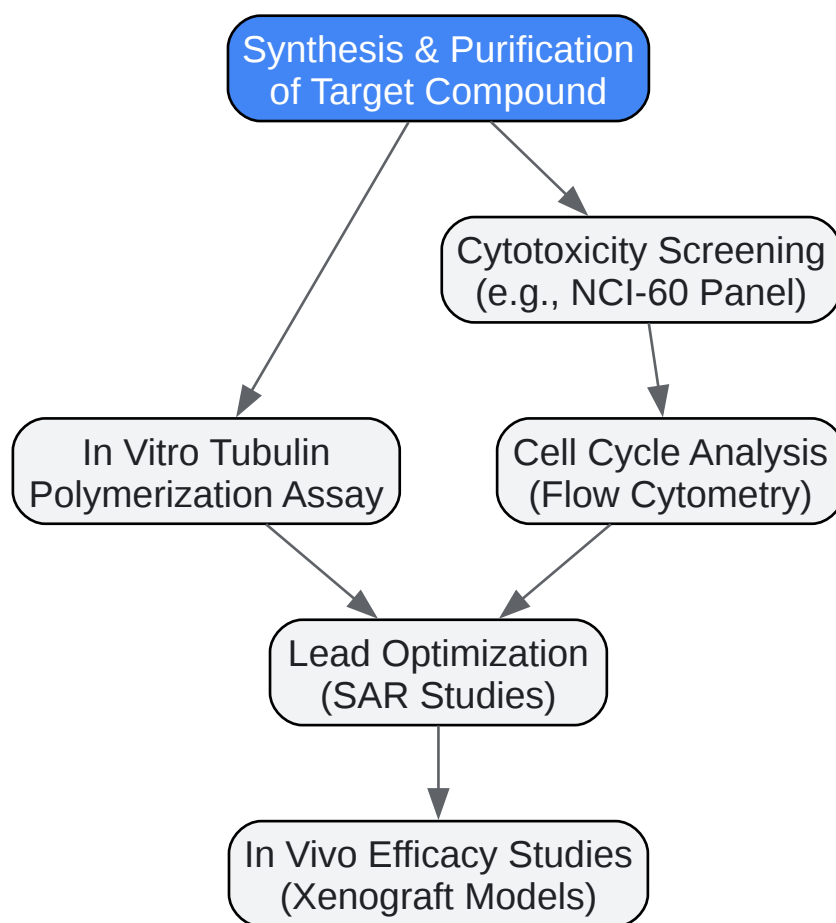 Synthesis & Purification
of Target Compound
Cytotoxicity Screening
(e.g., NCI-60 Panel)
In Vitro Tubulin
Polymerization Assay
Cell Cycle Analysis
(Flow Cytometry)
Lead Optimization
(SAR Studies)
In Vivo Efficacy Studies
(Xenograft Models)